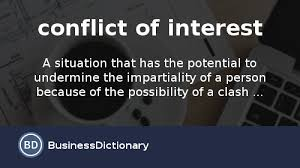 conflict of interest
A situation that has the potential to
undermine the impartiality of a person
because of the possibility of a clash ...
BD BusinessDictionary